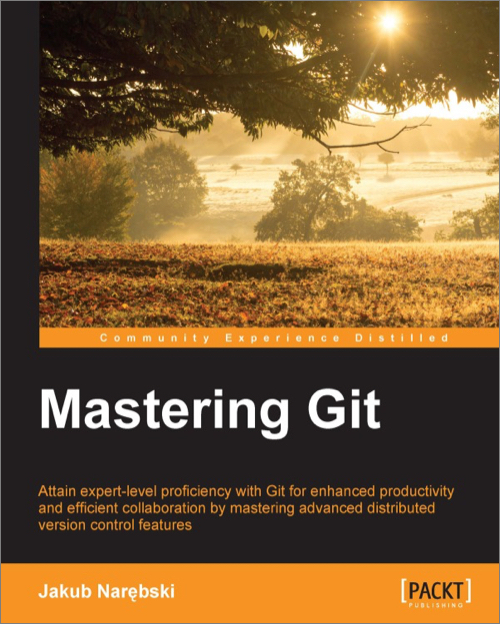 Community Experience Distilled
Mastering Git
Attain expert-level proficiency with Git for enhanced productivity
and efficient collaboration by mastering advanced distributed
version control features
Jakub Narębski
[PACKT]
PUBLISHING